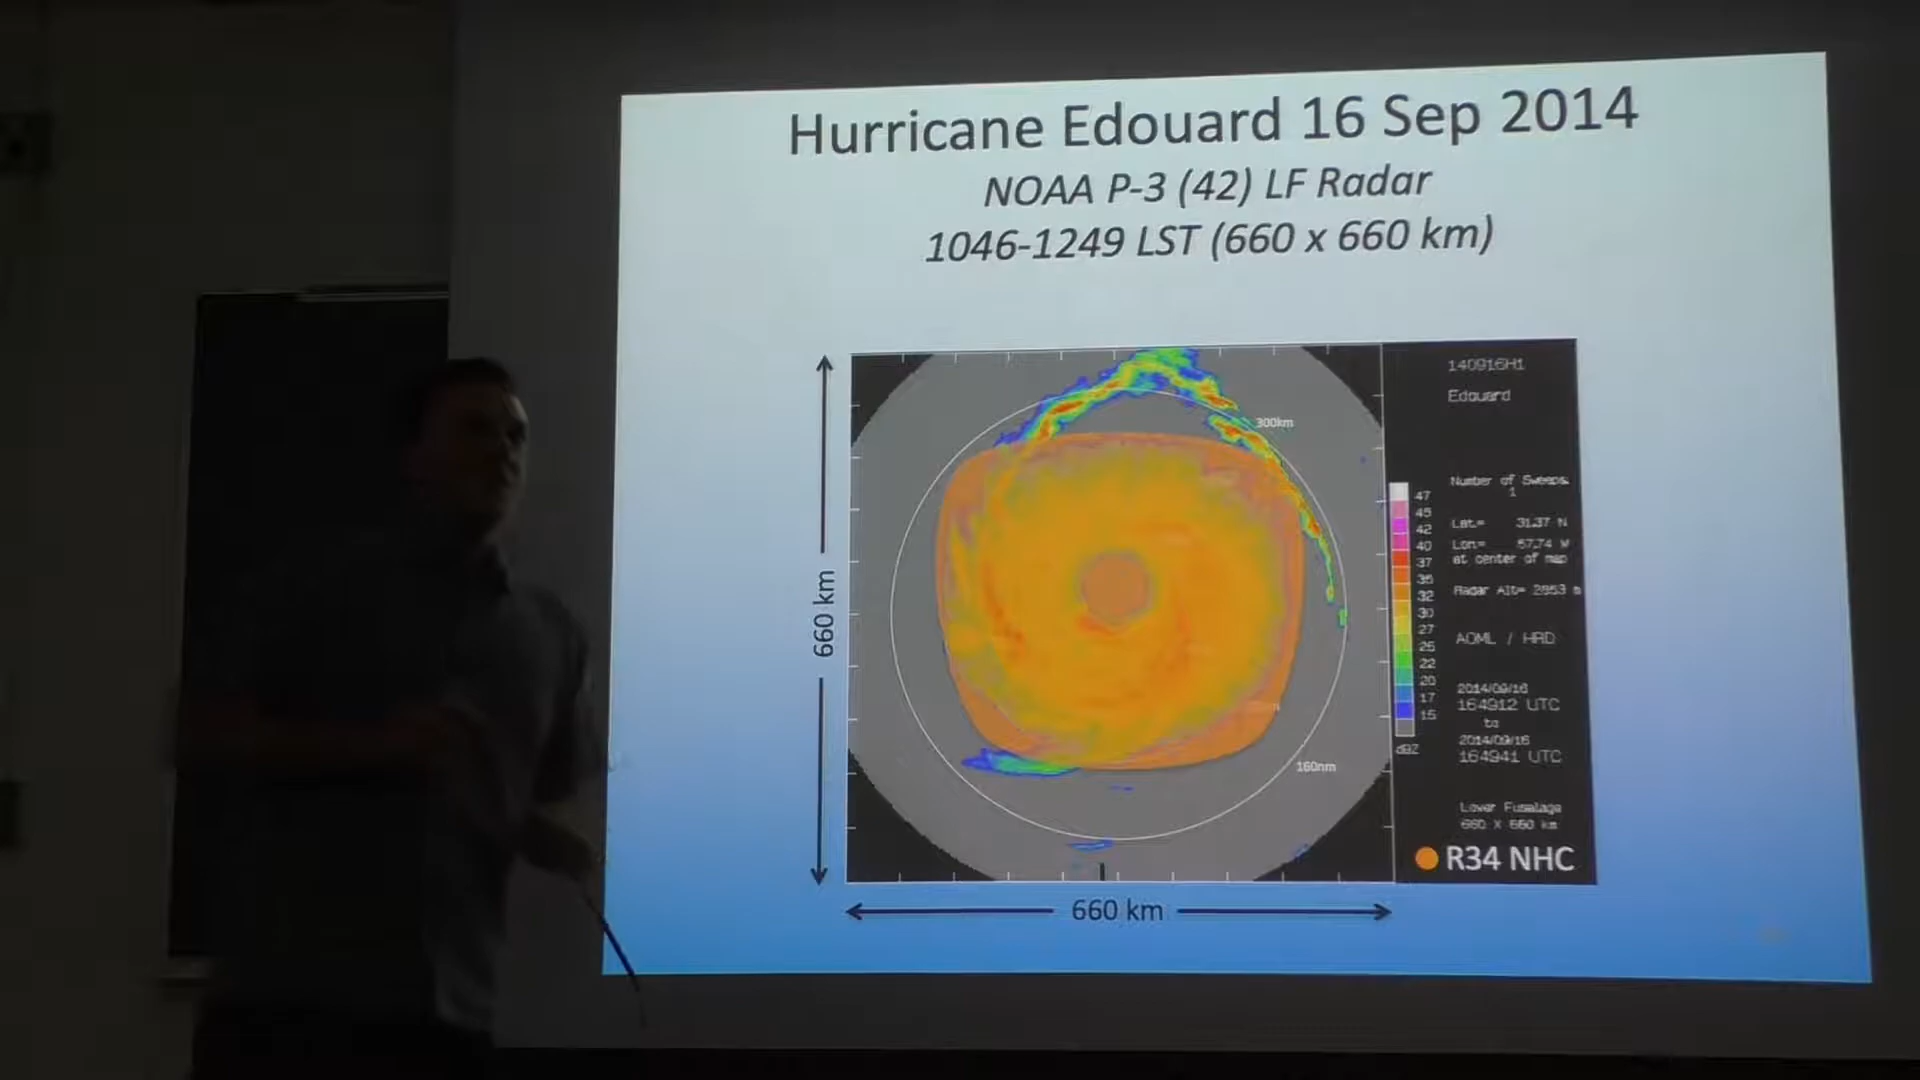 Hurricane Edouard 16 Sep 2014
NOAA P-3 (42) LF Radar
1046-1249 LST (660 x 660 km)
660 km
300km
160nm
660 km
140916H1
Edouard
Number of Sweeps
1
Lat= 31.37 N
Lon= 57.74 W
at center of map
Radar Alt= 2853 m
AOML / HRD
2014/09/16
164912 UTC
to
2014/09/16
164941 UTC
Lower Fuselage
660 X 660 km
47
45
42
40
37
35
32
30
27
25
22
20
17
15
dBZ
R34 NHC